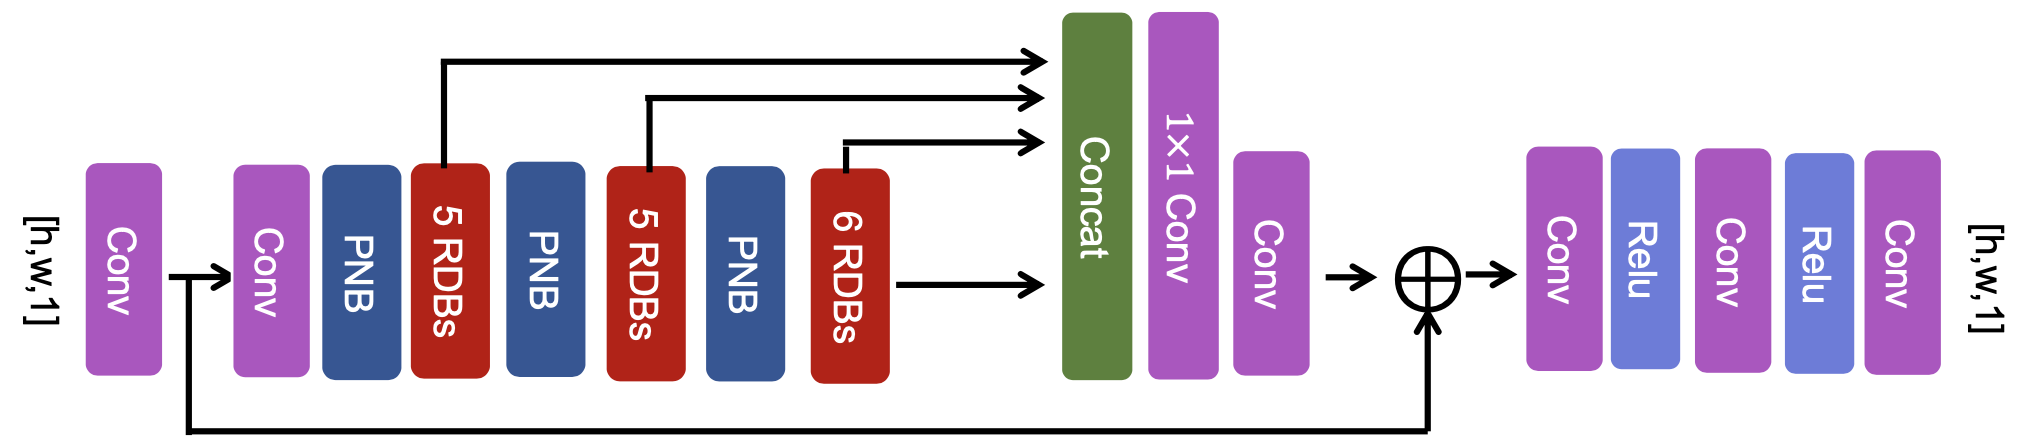 [h,w,1]
Conv
Conv
PNB
5 RDBs
PNB
5 RDBs
PNB
6 RDBs
Concat
1×1 Conv
Conv
Conv
Relu
Conv
Relu
Conv
[h,w,1]